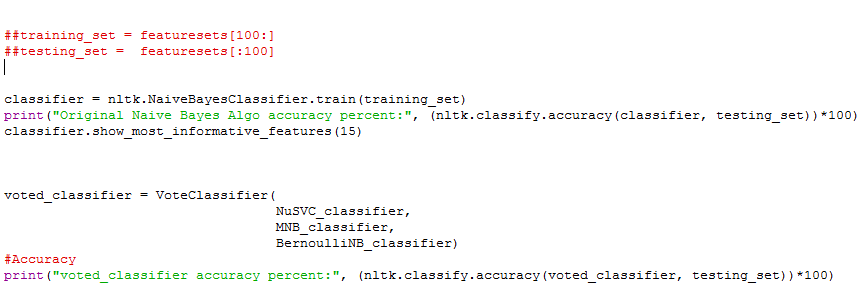 ##training_set = featuresets[100:]
##testing_set =  featuresets[:100]
classifier = nltk.NaiveBayesClassifier.train(training_set)
print("Original Naive Bayes Algo accuracy percent:", (nltk.classify.accuracy(classifier, testing_set))*100)
classifier.show_most_informative_features(15)
voted_classifier = VoteClassifier(
                                  NuSVC_classifier,
                                  MNB_classifier,
                                  BernoulliNB_classifier)
#Accuracy
print("voted_classifier accuracy percent:", (nltk.classify.accuracy(voted_classifier, testing_set))*100)